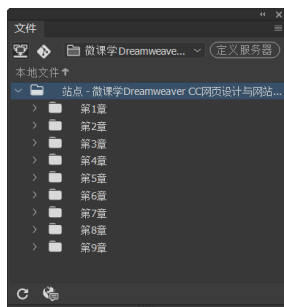 文件
微课学Dreamweave... 定义服务器
本地文件↑
站点 - 微课学Dreamweaver CC网页设计与网站...
第1章
第2章
第3章
第4章
第5章
第6章
第7章
第8章
第9章